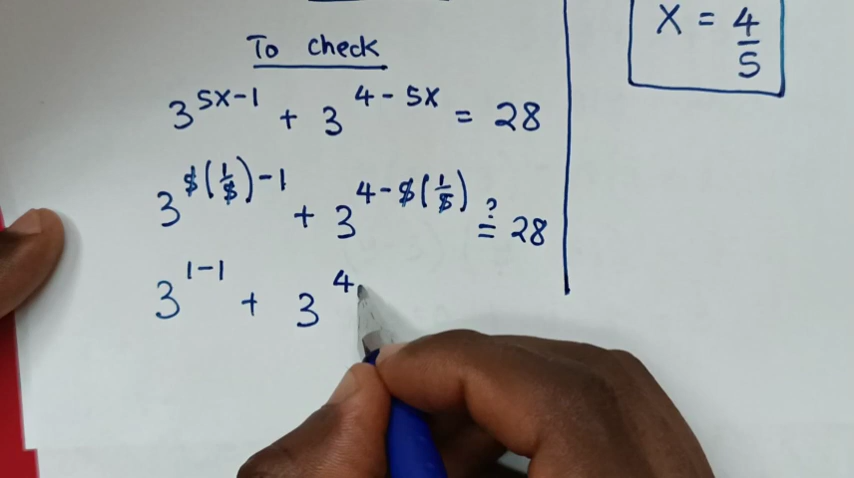 To check
3^{5x-1} + 3^{4-5x} = 28
3^{5(1/5)-1} + 3^{4-5(1/5)} ?= 28
3^{1-1} + 3^{4
x = 4/5